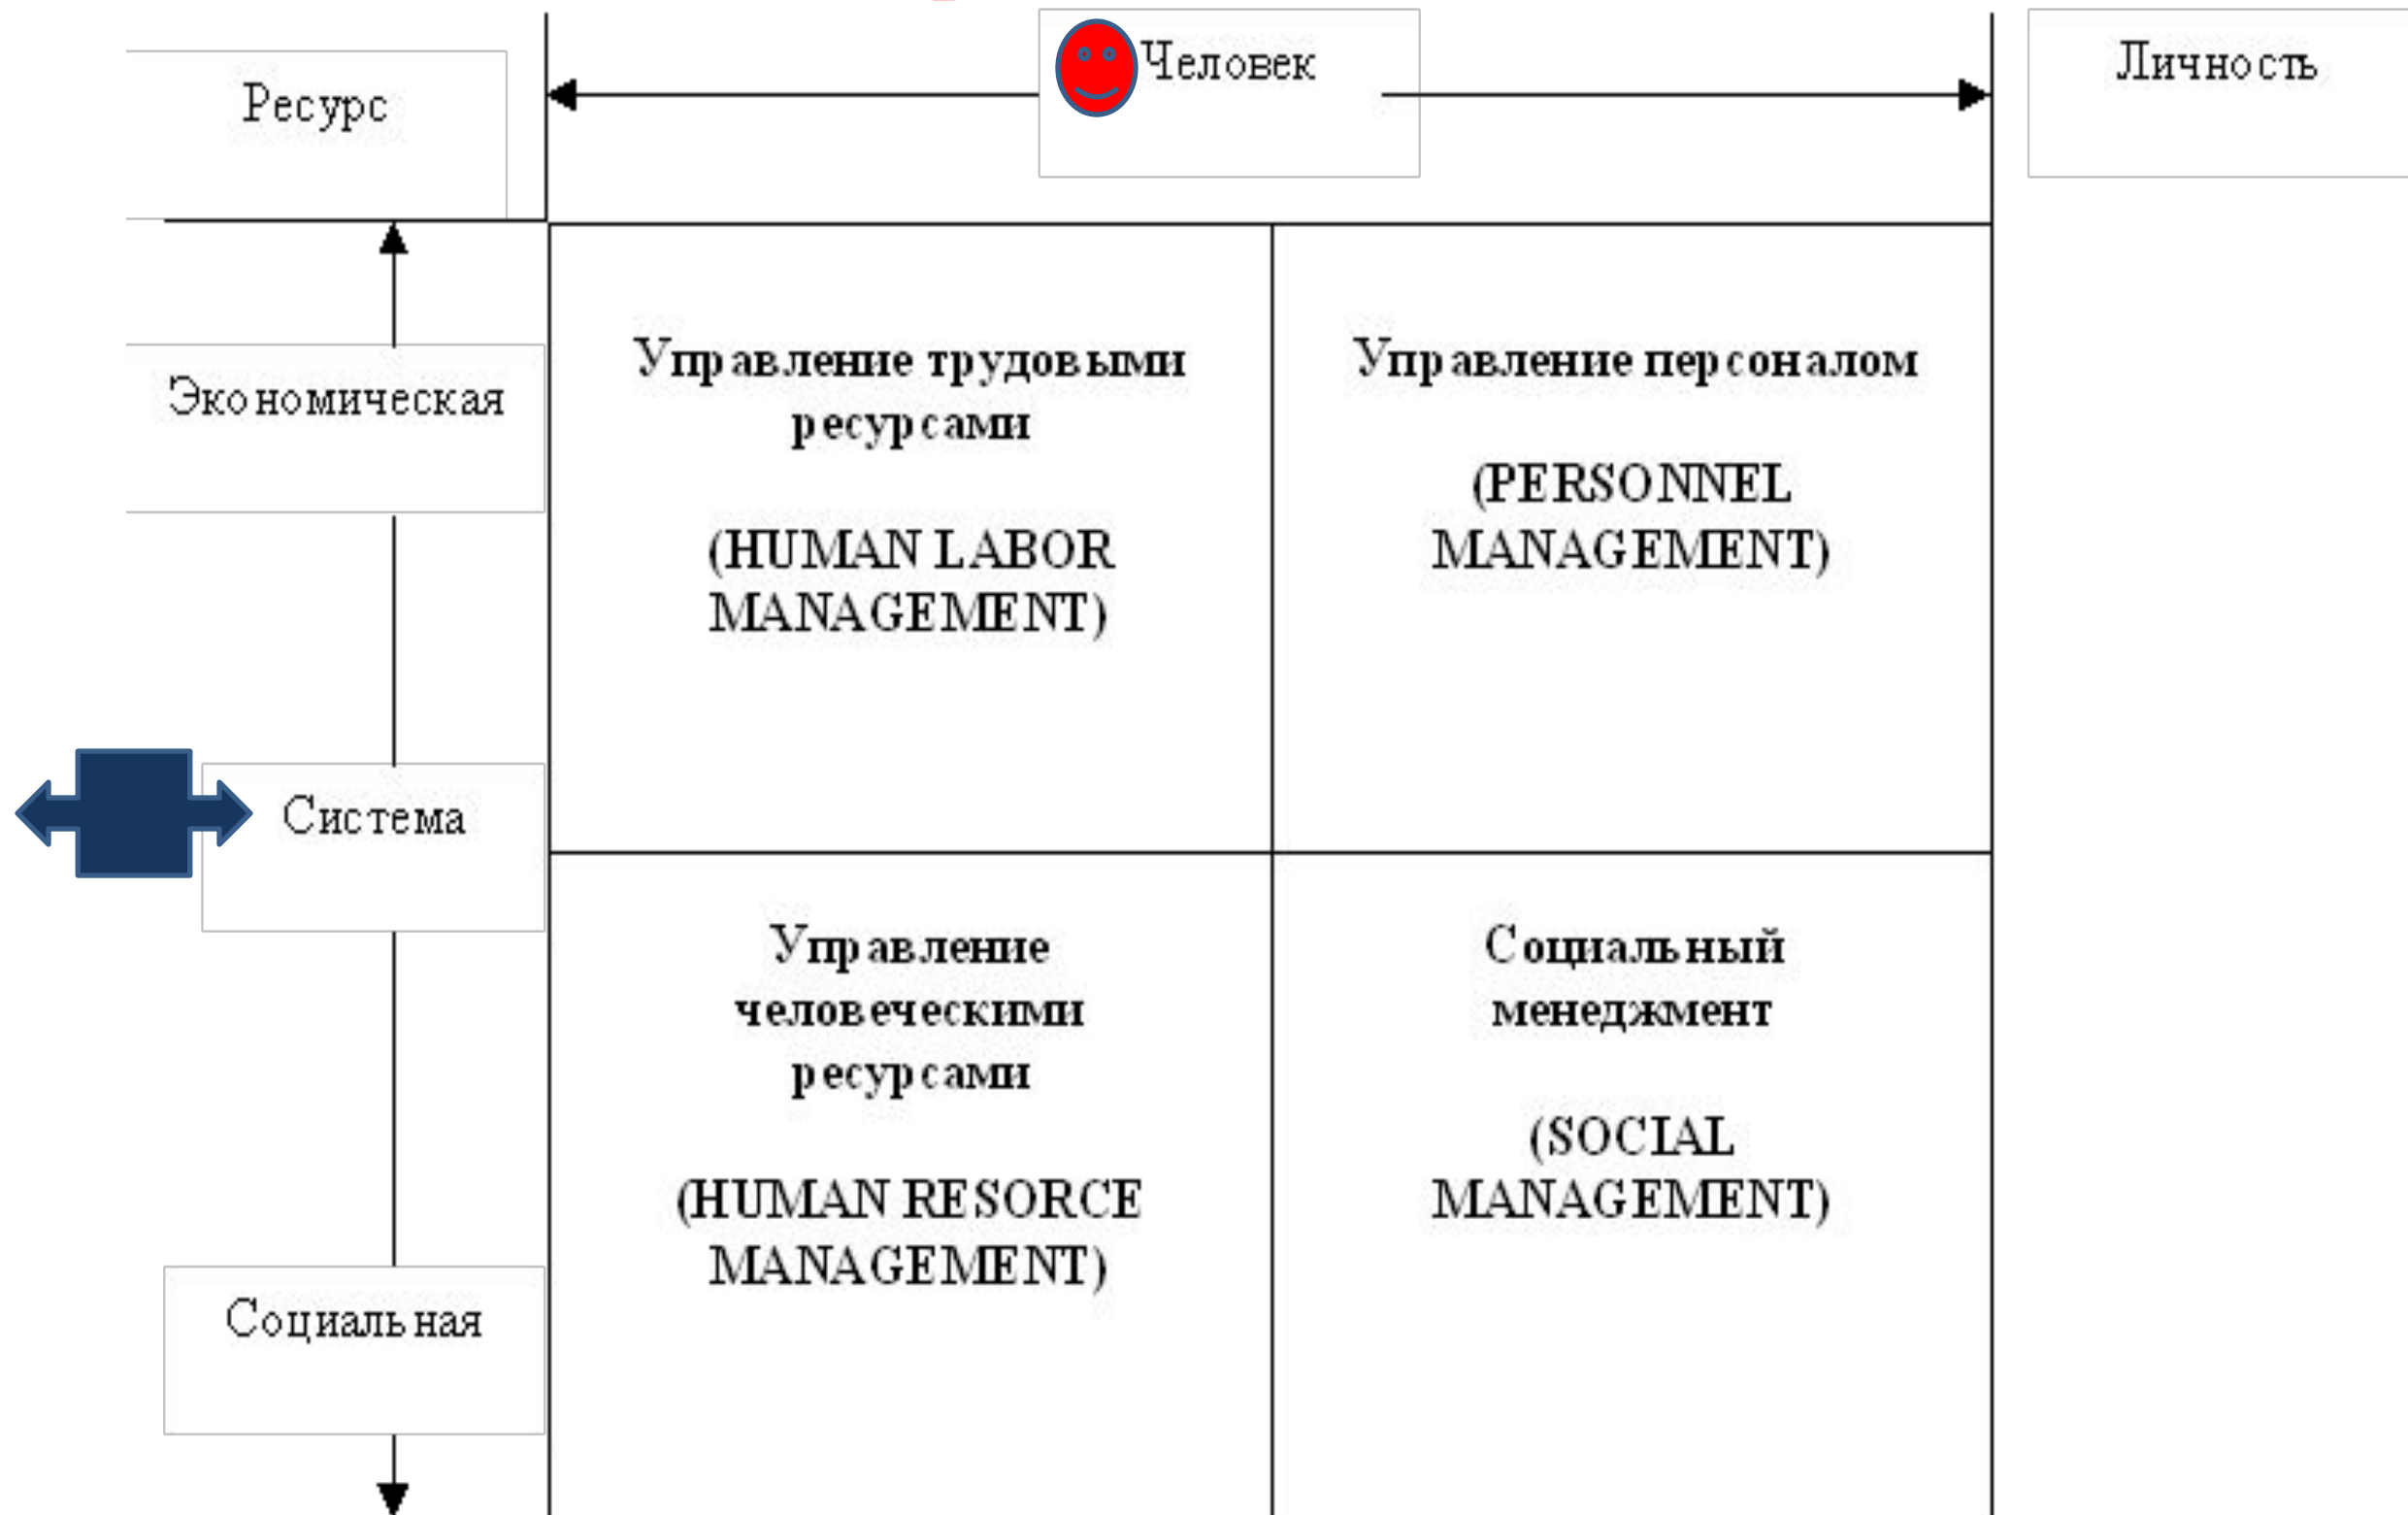 Человек
Личность
Ресурс
Экономическая
Управление трудовыми
ресурсами
(HUMAN LABOR
MANAGEMENT)
Управление персоналом
(PERSONNEL
MANAGEMENT)
Система
Управление
человеческими
ресурсами
(HUMAN RESORCE
MANAGEMENT)
Социальный
менеджмент
(SOCIAL
MANAGEMENT)
Социальная